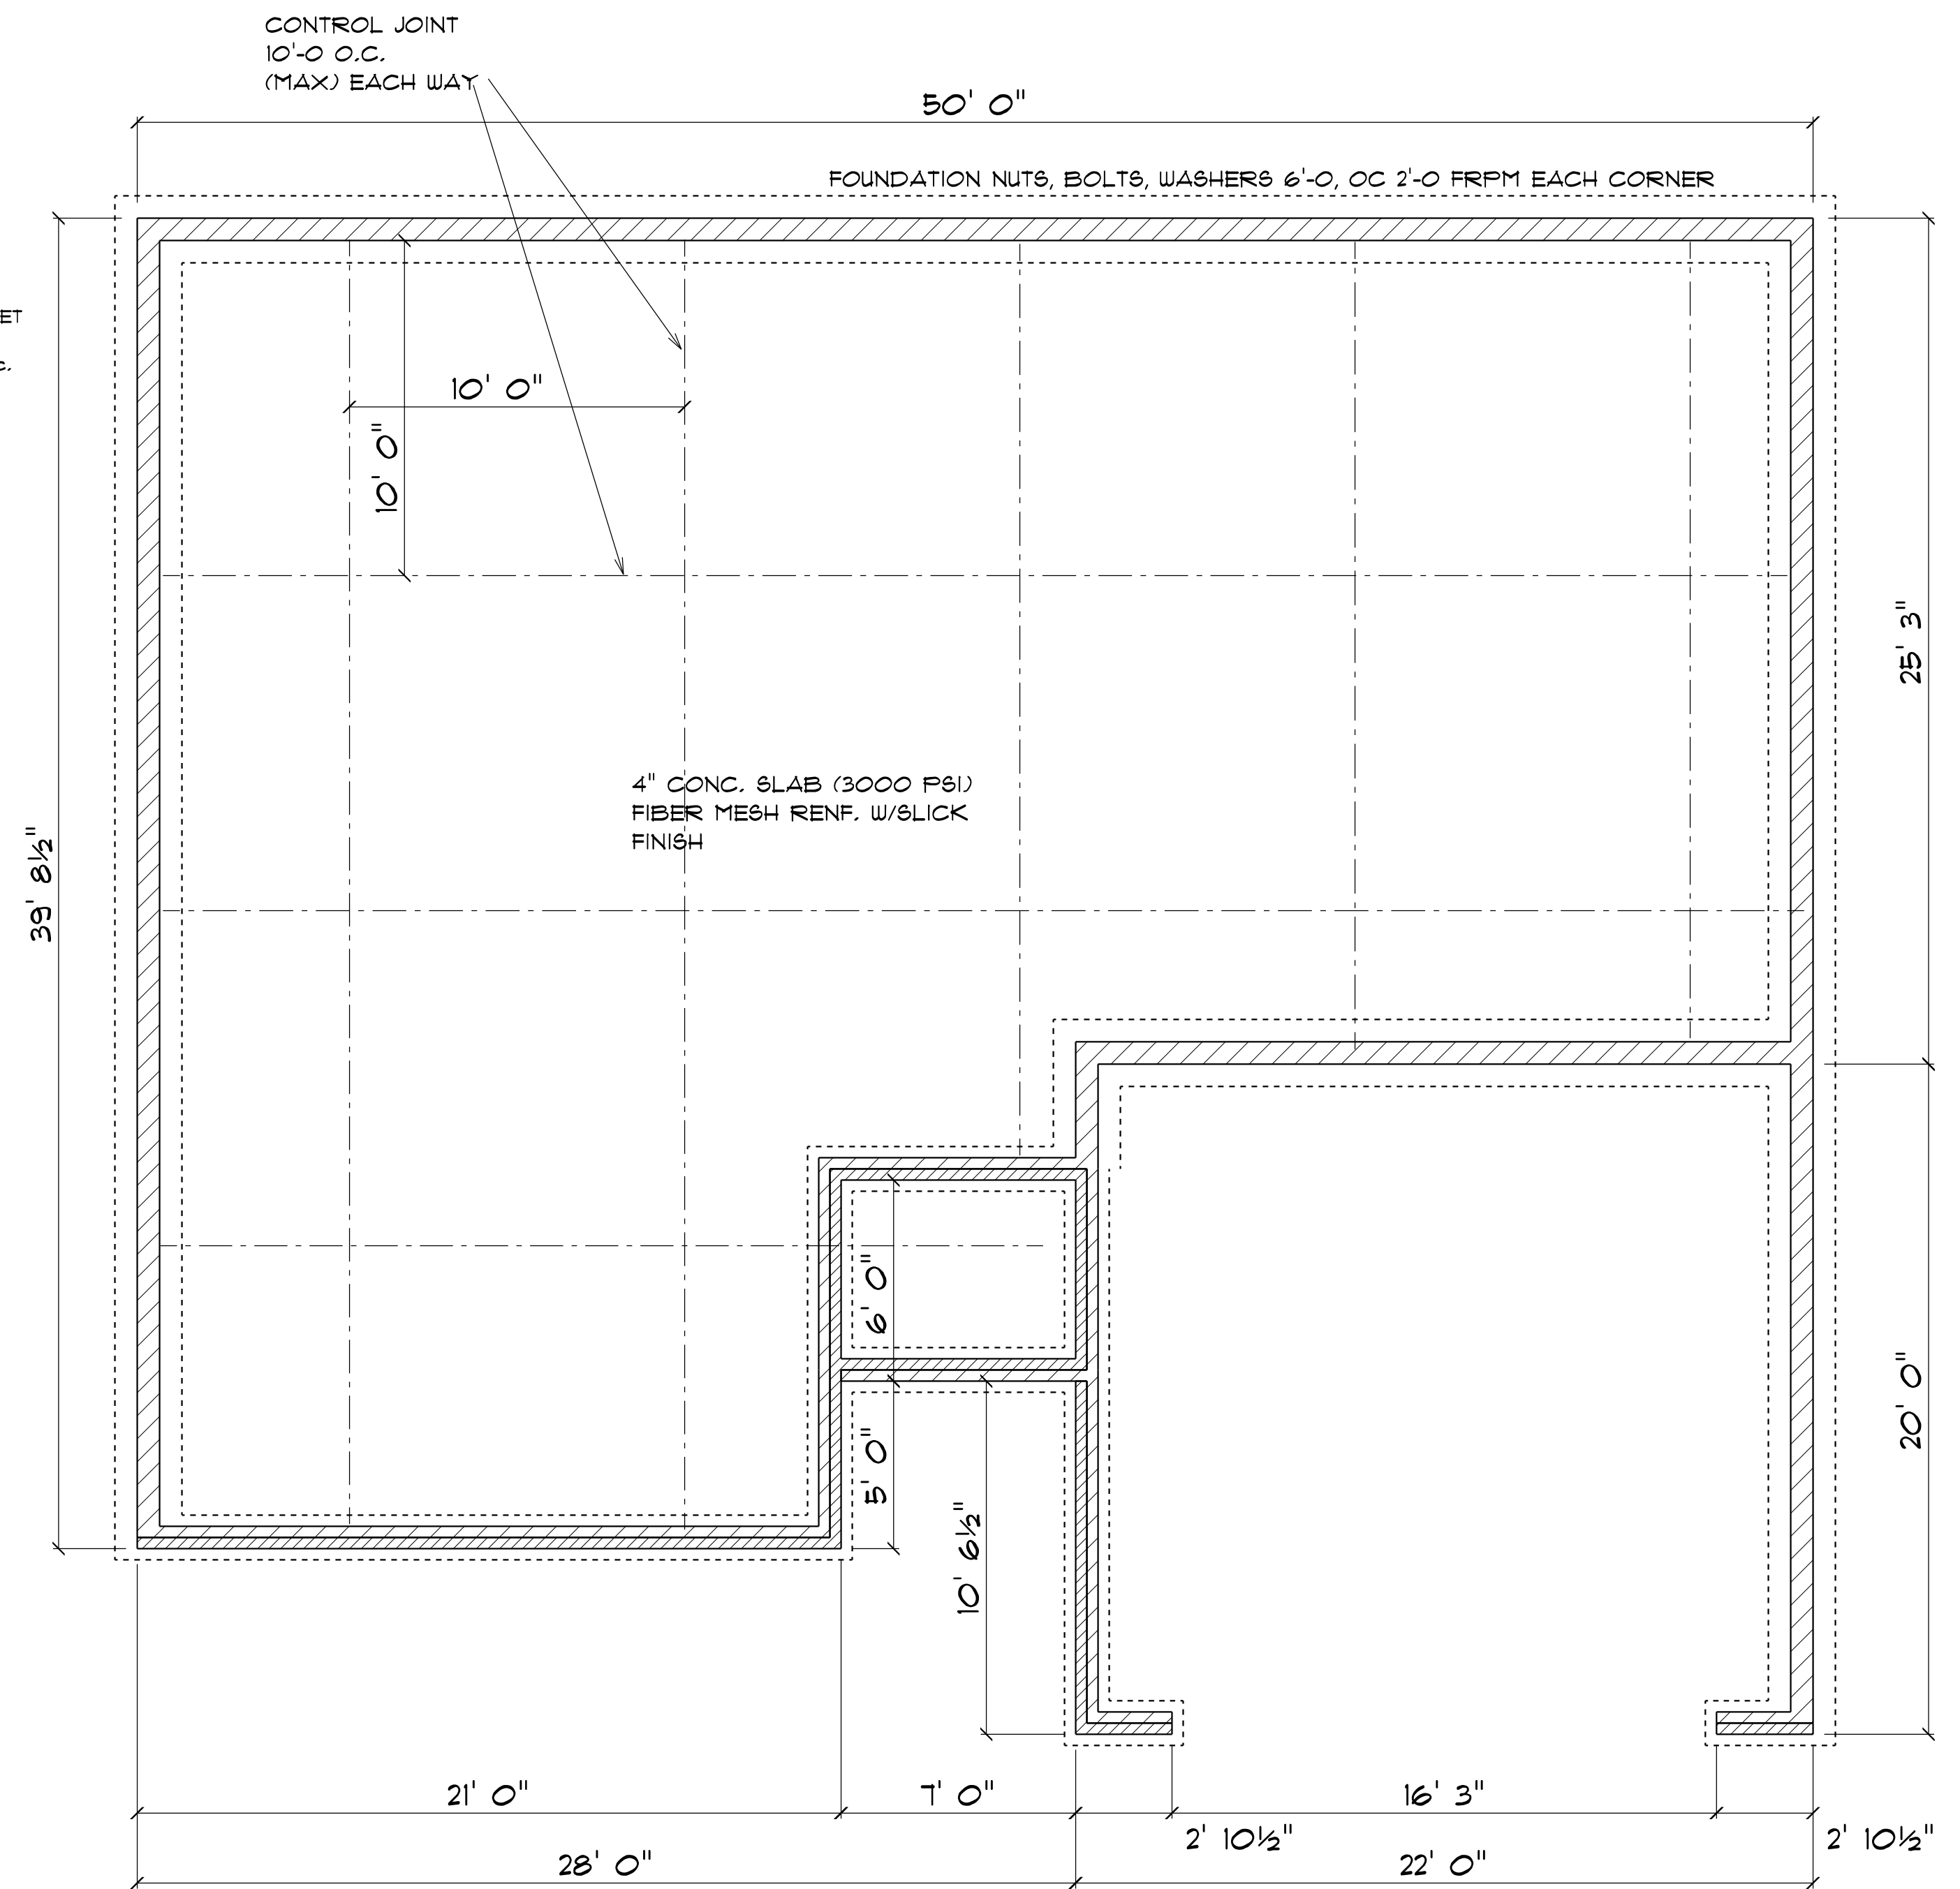 CONTROL JOINT
10'-0 O.C.
(MAX) EACH WAY
50' 0"
FOUNDATION NUTS, BOLTS, WASHERS 6'-0, OC 2'-0 FRPM EACH CORNER
ET
C.
10' 0"
10' 0"
25' 3"
4" CONC. SLAB (3000 PSI)
FIBER MESH RENF. W/SLICK
FINISH
39' 8½"
6' 0"
5' 0"
10' 6½"
20' 0"
21' 0"
7' 0"
16' 3"
2' 10½"
2' 10½"
28' 0"
22' 0"